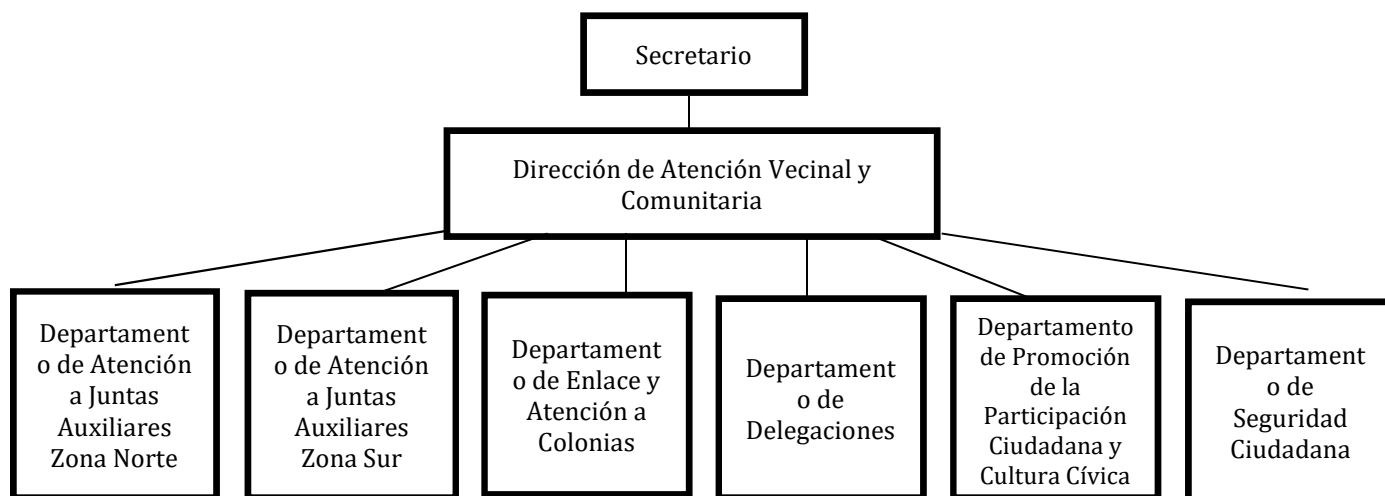 Secretario
Dirección de Atención Vecinal y
Comunitaria
Departament
o de Atención
a Juntas
Auxiliares
Zona Norte
Departament
o de Atención
a Juntas
Auxiliares
Zona Sur
Departament
o de Enlace y
Atención a
Colonias
Departament
o de
Delegaciones
Departamento
de Promoción
de la
Participación
Ciudadana y
Cultura Cívica
Departament
o de
Seguridad
Ciudadana